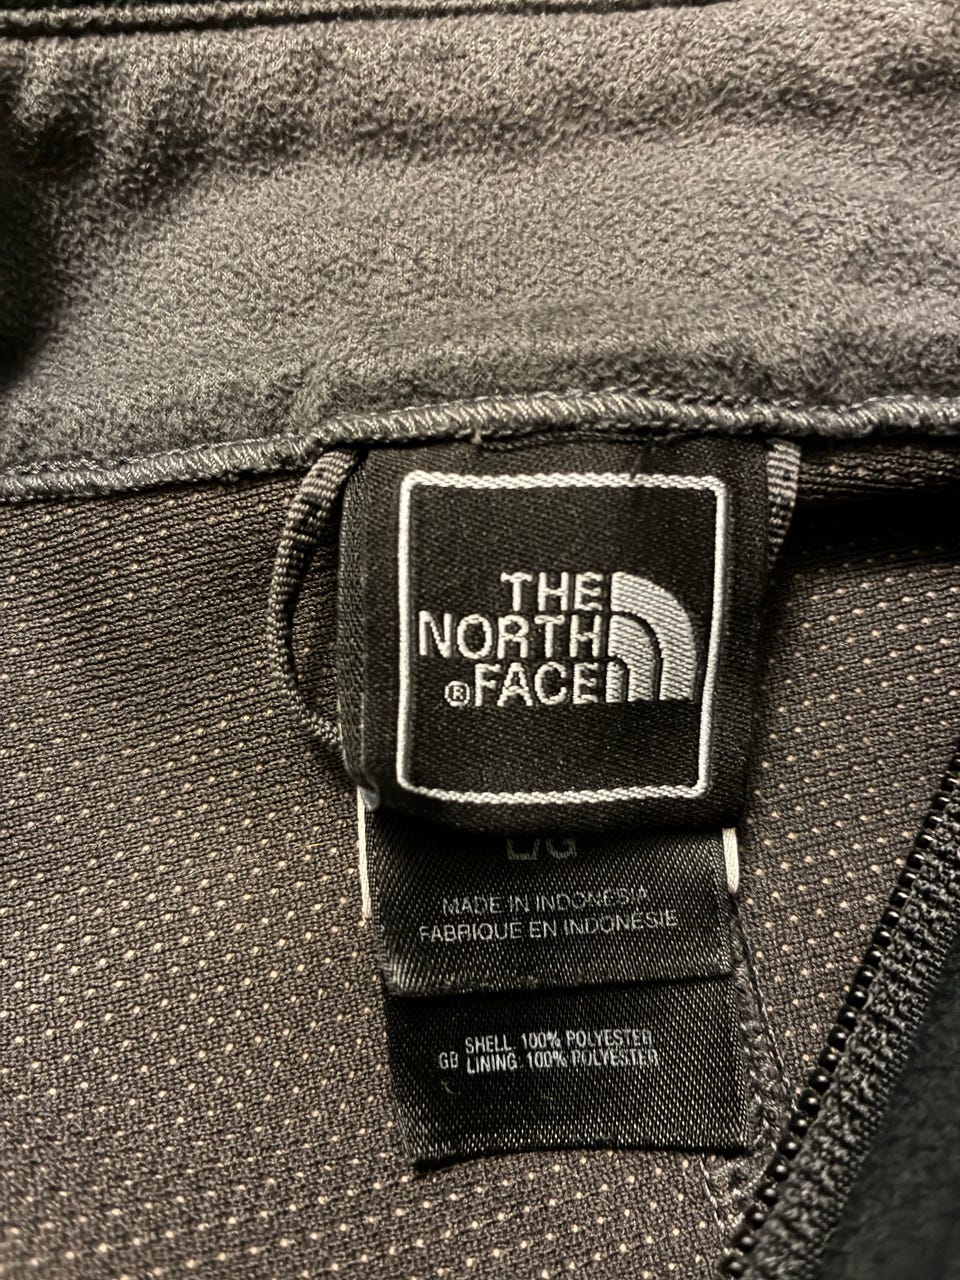 THE
NORTH
® FACE
L/G
MADE IN INDONESIA
FABRIQUE EN INDONÉSIE
SHELL 100% POLYESTER
GB LINING 100% POLYESTER